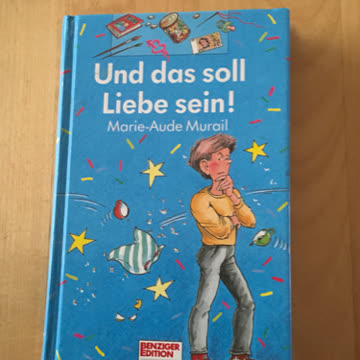 Und das soll
Liebe sein!
Marie-Aude Murail
BENZIGER
EDITION